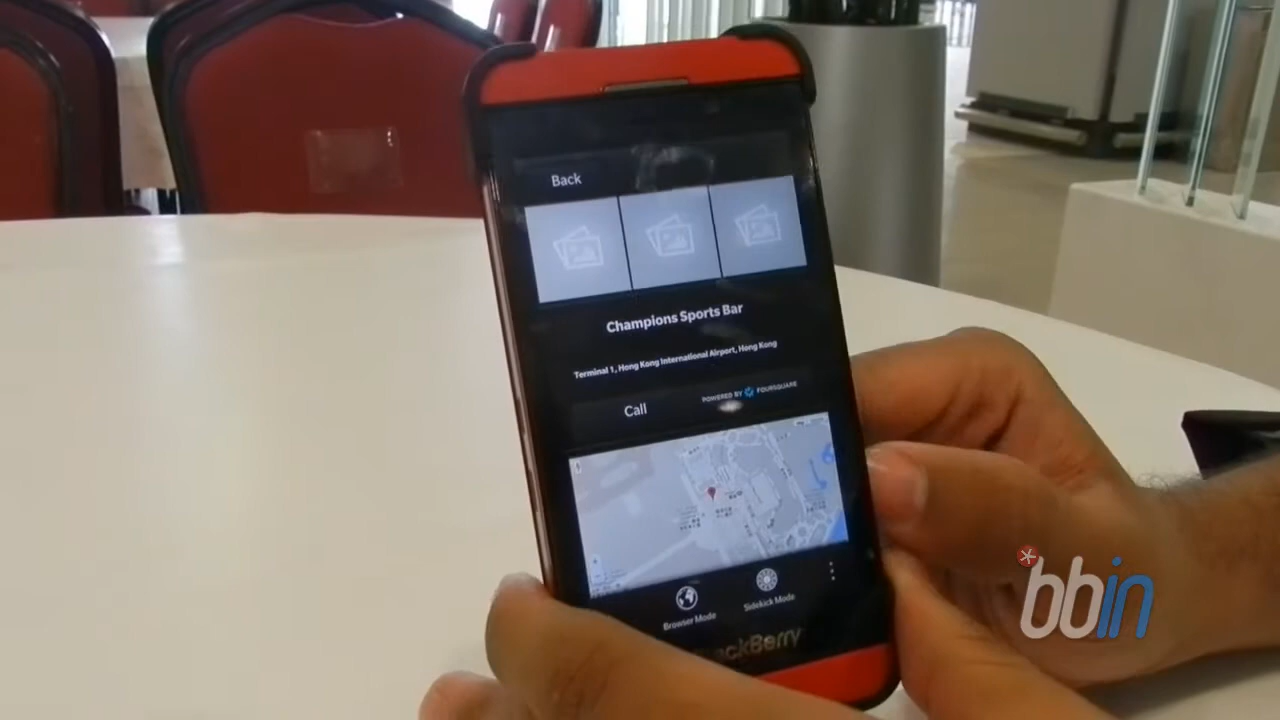 Back
Champions Sports Bar
Terminal 1, Hong Kong International Airport, Hong Kong
Call
POWERED BY FOURSQUARE
Browser Mode
Sidekick Mode
BlackBerry
bbin